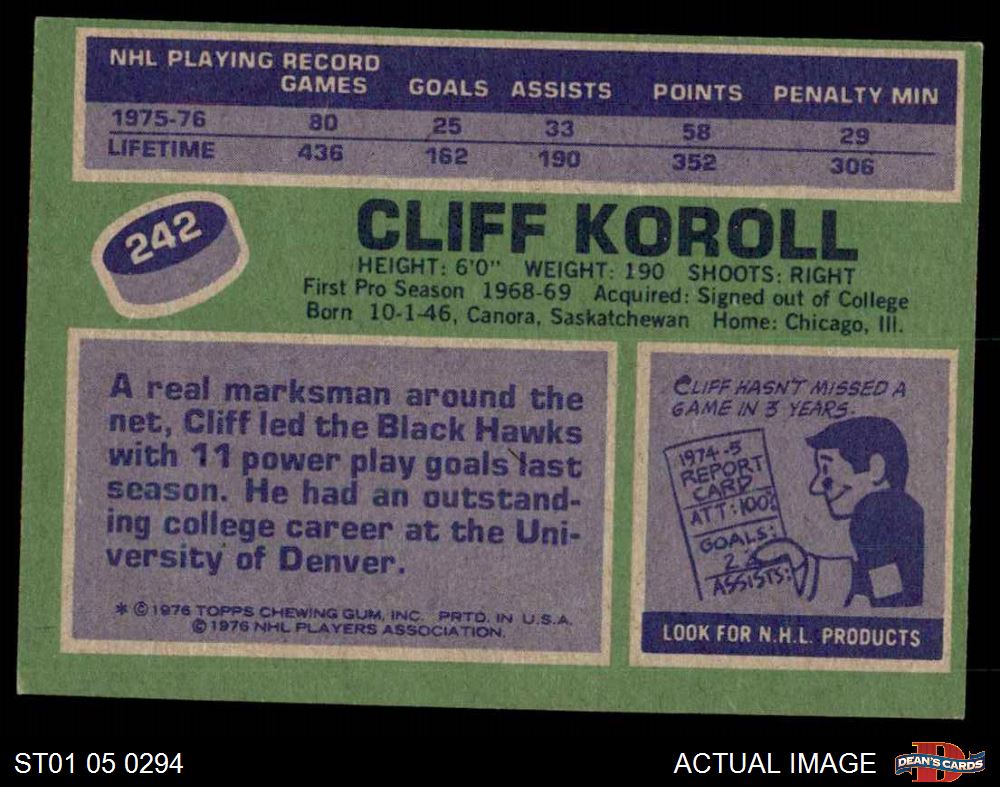 NHL PLAYING RECORD
GAMES GOALS ASSISTS POINTS PENALTY MIN
1975-76 80 25 33 58 29
LIFETIME 436 162 190 352 306
242
CLIFF KOROLL
HEIGHT: 6'0" WEIGHT: 190 SHOOTS: RIGHT
First Pro Season 1968-69 Acquired: Signed out of College
Born 10-1-46, Canora, Saskatchewan Home: Chicago, Ill.
A real marksman around the
net, Cliff led the Black Hawks
with 11 power play goals last
season. He had an outstand-
ing college career at the Uni-
versity of Denver.
* © 1976 TOPPS CHEWING GUM, INC. PRTD. IN U.S.A.
© 1976 NHL PLAYERS ASSOCIATION.
CLIFF HASN'T MISSED A
GAME IN 3 YEARS.
1974-5
REPORT
CARD
ATT: 100%
GOALS:
2
ASSISTS:
LOOK FOR N.H.L. PRODUCTS
ST01 05 0294
ACTUAL IMAGE
D
DEAN'S CARDS